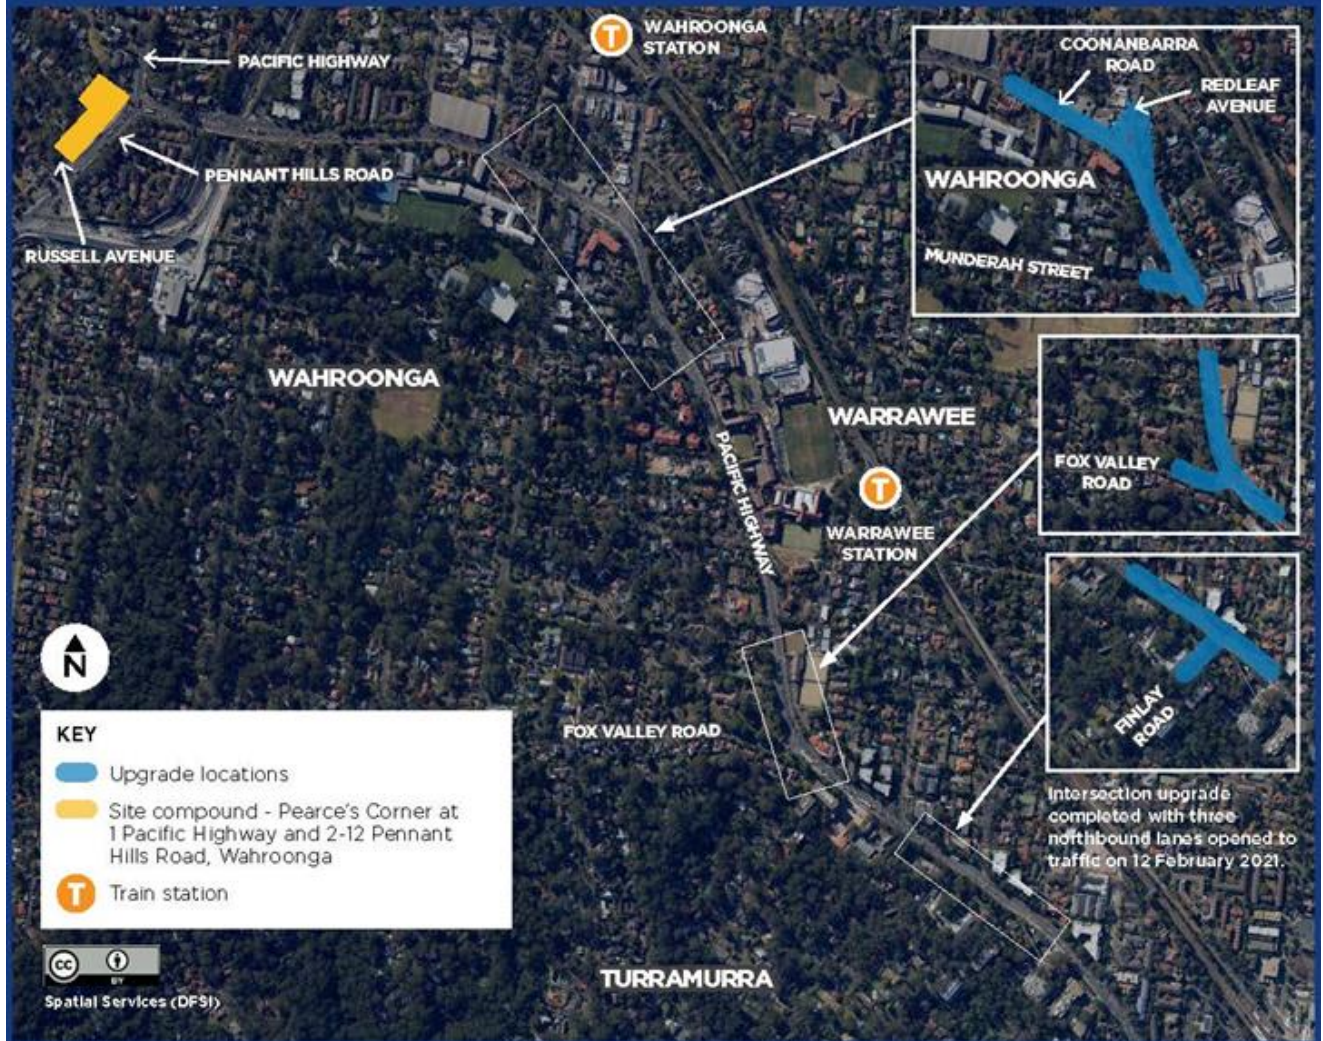 WAHROONGA
STATION
PACIFIC HIGHWAY
COONANBARRA
ROAD
REDLEAF
AVENUE
PENNANT HILLS ROAD
WAHROONGA
RUSSELL AVENUE
MUNDERAH STREET
WAHROONGA
WARRAWEE
PACIFIC HIGHWAY
FOX VALLEY
ROAD
T
T
WARRAWEE
STATION
N
FOX VALLEY ROAD
FINLAY
ROAD
KEY
Upgrade locations
Site compound - Pearce's Corner at
1 Pacific Highway and 2-12 Pennant
Hills Road, Wahroonga
T
Train station
Intersection upgrade
completed with three
northbound lanes opened to
traffic on 12 February 2021.
TURRAMURRA
cc
BY
Spatial Services (DFSI)